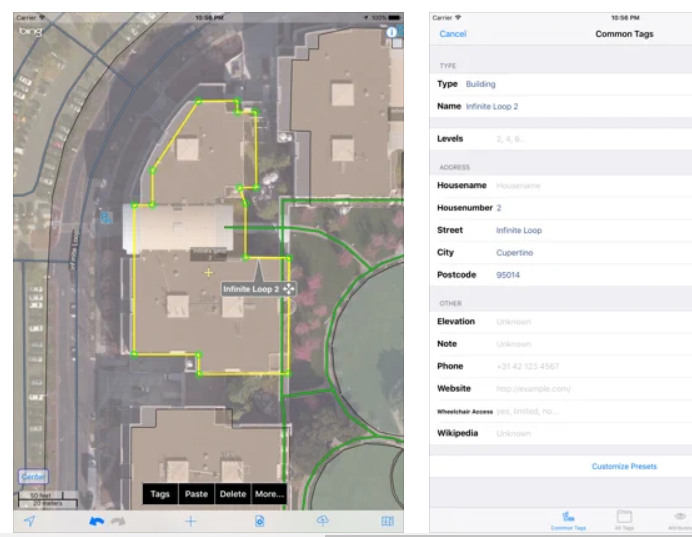 Carrier
10:56 PM
100%
bing
Infinite Loop
Infinite Loop 2
Center
50 feet
20 meters
Tags Paste Delete More...
Carrier
10:56 PM
Cancel
Common Tags
TYPE
Type Building
Name Infinite Loop 2
Levels 2, 4, 6...
ADDRESS
Housename Housename
Housenumber 2
Street Infinite Loop
City Cupertino
Postcode 95014
OTHER
Elevation Unknown
Note Unknown
Phone +31 42 123 4567
Website http://example.com/
Wheelchair Access yes, limited, no...
Wikipedia Unknown
Customize Presets
Common Tags All Tags